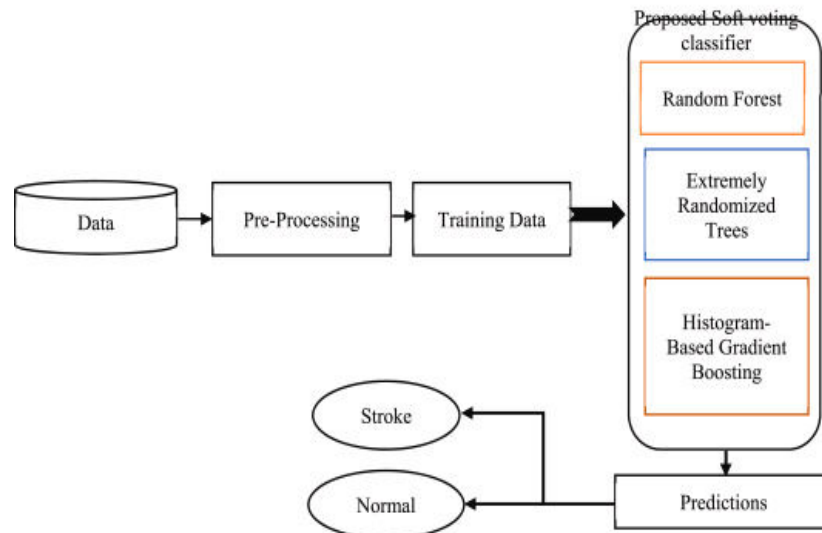 Proposed Soft voting
classifier
Random Forest
Extremely
Randomized
Trees
Data
Pre-Processing
Training Data
Histogram-
Based Gradient
Boosting
Stroke
Normal
Predictions